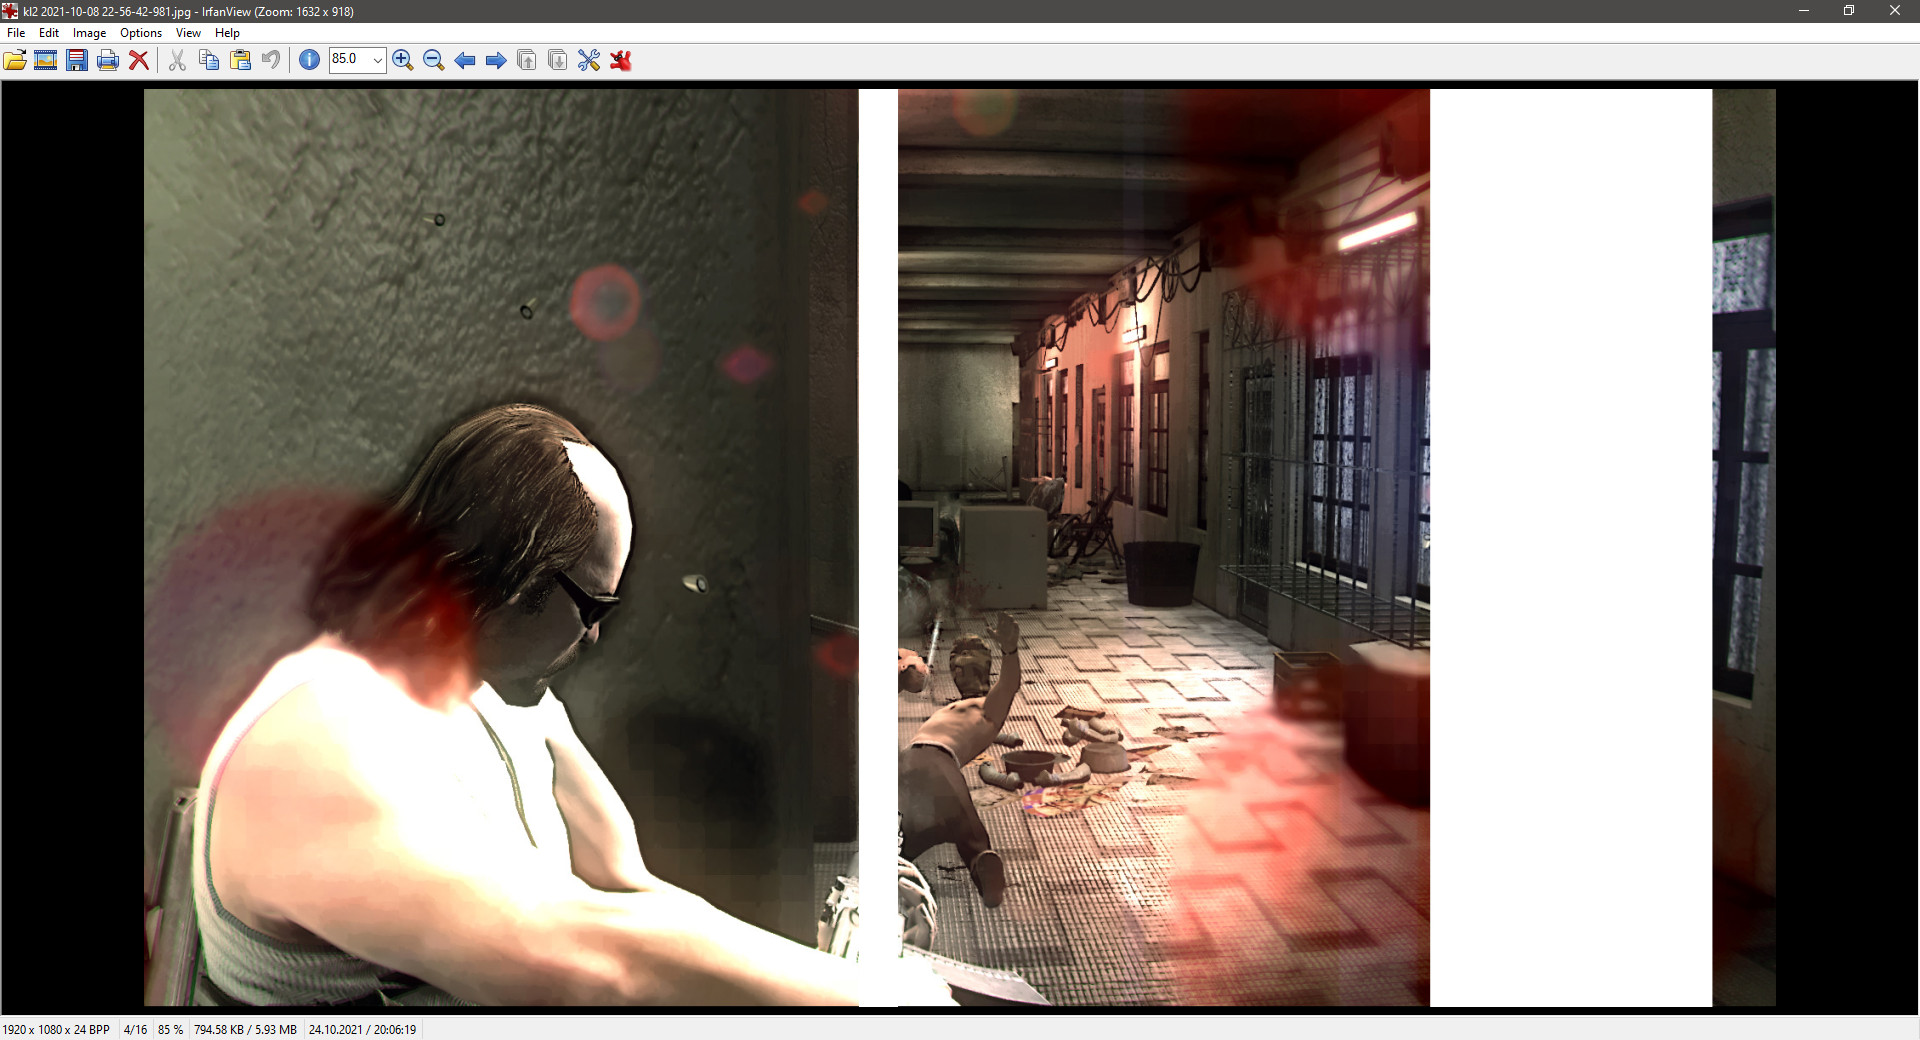 kl2 2021-10-08 22-56-42-981.jpg - IrfanView (Zoom: 1632 x 918)
File Edit Image Options View Help
85.0
1920 x 1080 x 24 BPP 4/16 85 % 794.58 KB / 5.93 MB 24.10.2021 / 20:06:19